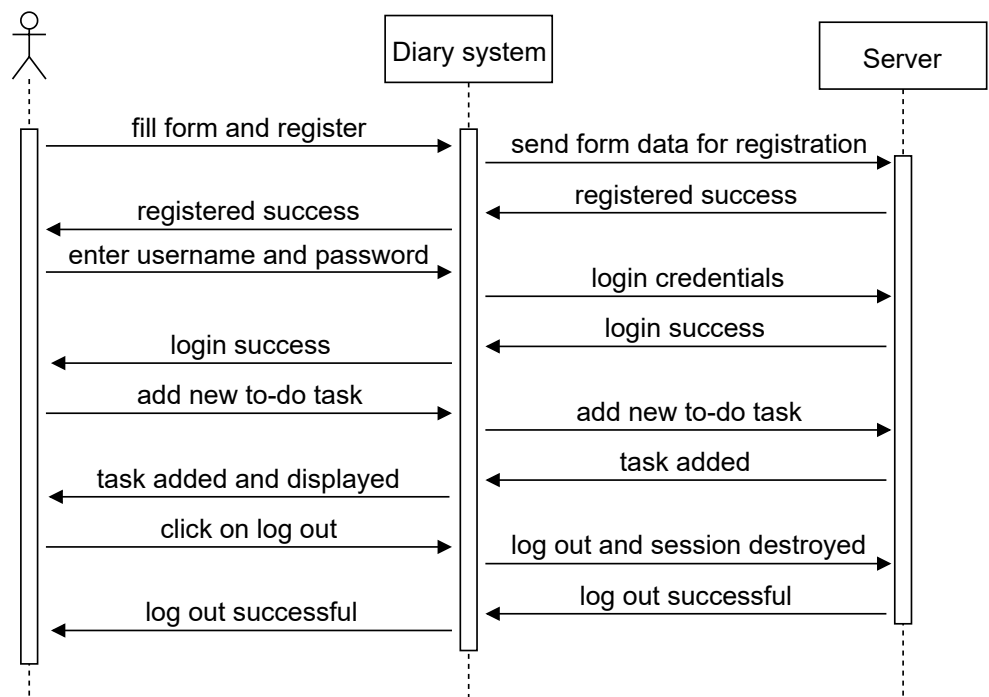 Diary system
Server
fill form and register
send form data for registration
registered success
registered success
enter username and password
login credentials
login success
login success
add new to-do task
add new to-do task
task added
task added and displayed
click on log out
log out and session destroyed
log out successful
log out successful